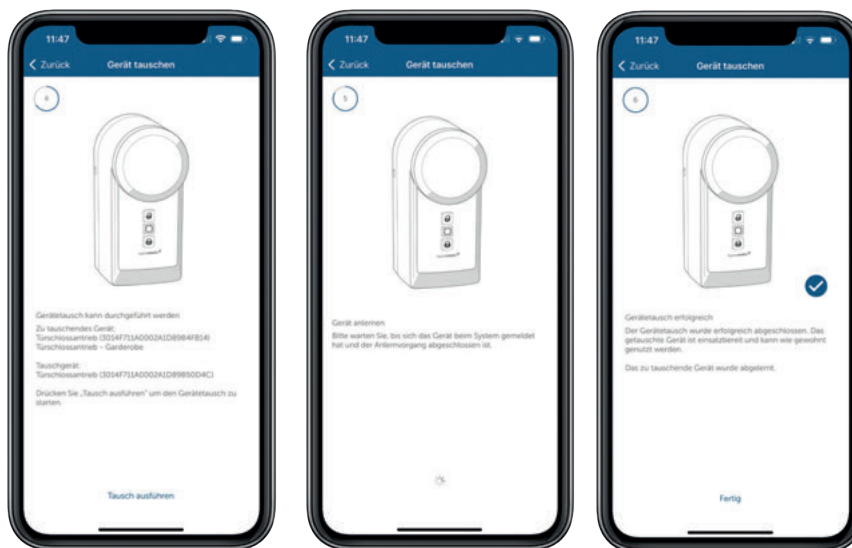 11:47
Zurück Gerät tauschen
4
Gerätetausch kann durchgeführt werden
Zu tauschendes Gerät:
Türschlossantrieb (3014F711A0002A1D8984FB14)
Türschlossantrieb – Garderobe
Tauschgerät:
Türschlossantrieb (3014F711A0002A1D89850D4C)
Drücken Sie „Tausch ausführen" um den Gerätetausch zu
starten.
Tausch ausführen
11:47
Zurück Gerät tauschen
5
Gerät anlernen
Bitte warten Sie, bis sich das Gerät beim System gemeldet
hat und der Anlernvorgang abgeschlossen ist.
11:47
Zurück Gerät tauschen
6
Gerätetausch erfolgreich
Der Gerätetausch wurde erfolgreich abgeschlossen. Das
getauschte Gerät ist einsatzbereit und kann wie gewohnt
genutzt werden.
Das zu tauschende Gerät wurde abgelernt.
Fertig